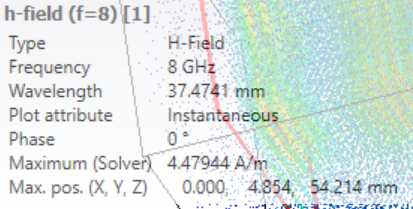 h-field (f=8) [1]
Type H-Field
Frequency 8 GHz
Wavelength 37.4741 mm
Plot attribute Instantaneous
Phase 0 °
Maximum (Solver) 4.47944 A/m
Max. pos. (X, Y, Z) 0.000, 4.854, 54.214 mm